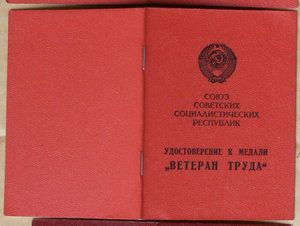 СОЮЗ
СОВЕТСКИХ
СОЦИАЛИСТИЧЕСКИХ
РЕСПУБЛИК
УДОСТОВЕРЕНИЕ К МЕДАЛИ
„ВЕТЕРАН ТРУДА“